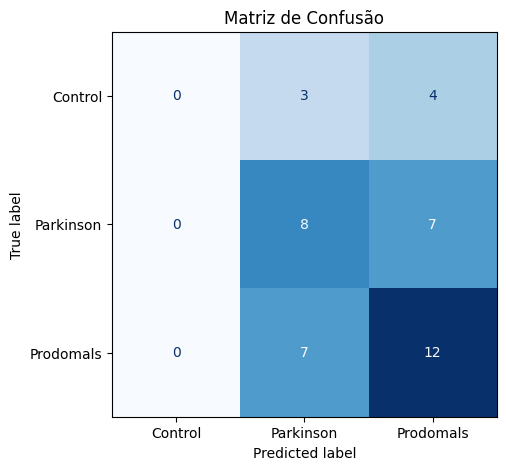 Matriz de Confusão
Control 0 3 4
Parkinson 0 8 7
Prodomals 0 7 12
True label
Control Parkinson Prodomals
Predicted label